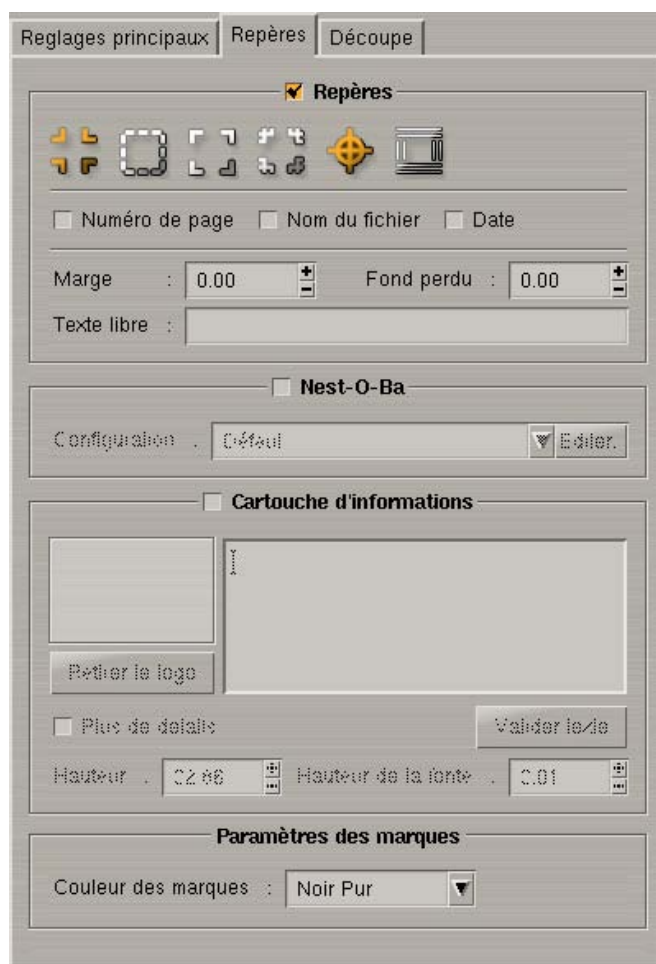 Reglages principaux Repères Découpe
Repères
Numéro de page Nom du fichier Date
Marge : 0.00 Fond perdu : 0.00
Texte libre :
Nest-O-Ba
Configuration : Défaut Editer.
Cartouche d'informations
Retirer le logo
Plus de détails Valider texte
Hauteur : Hauteur de la fonte :
Paramètres des marques
Couleur des marques : Noir Pur